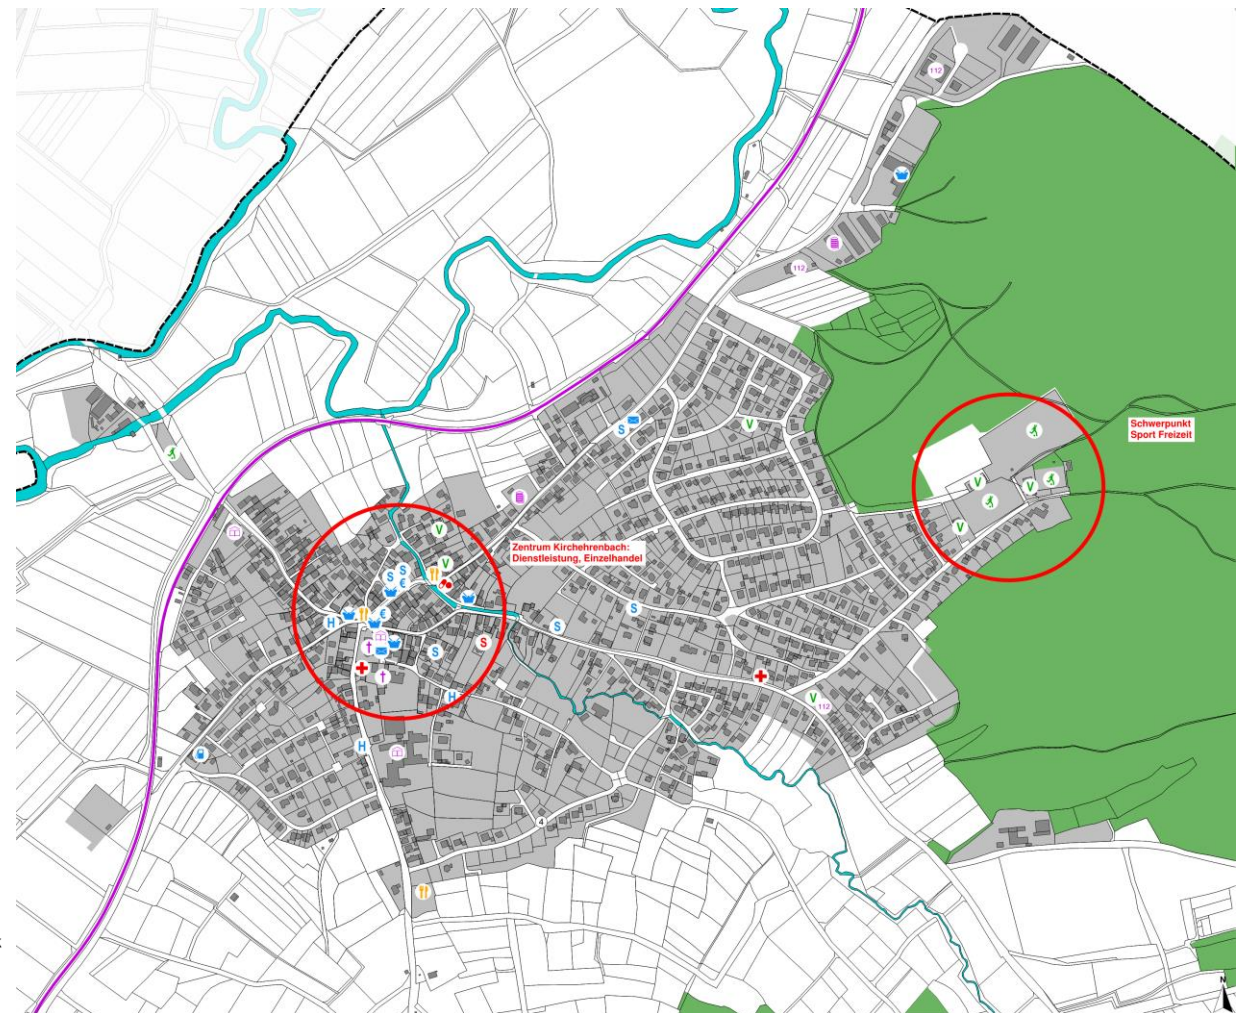 112
112
Schwerpunkt
Sport Freizeit
S
V
V
V
V
V
Zentrum Kirchehrenbach:
Dienstleistung, Einzelhandel
V
V
S
S
€
S
€
H
S
S
S
H
V
112
H
4
N